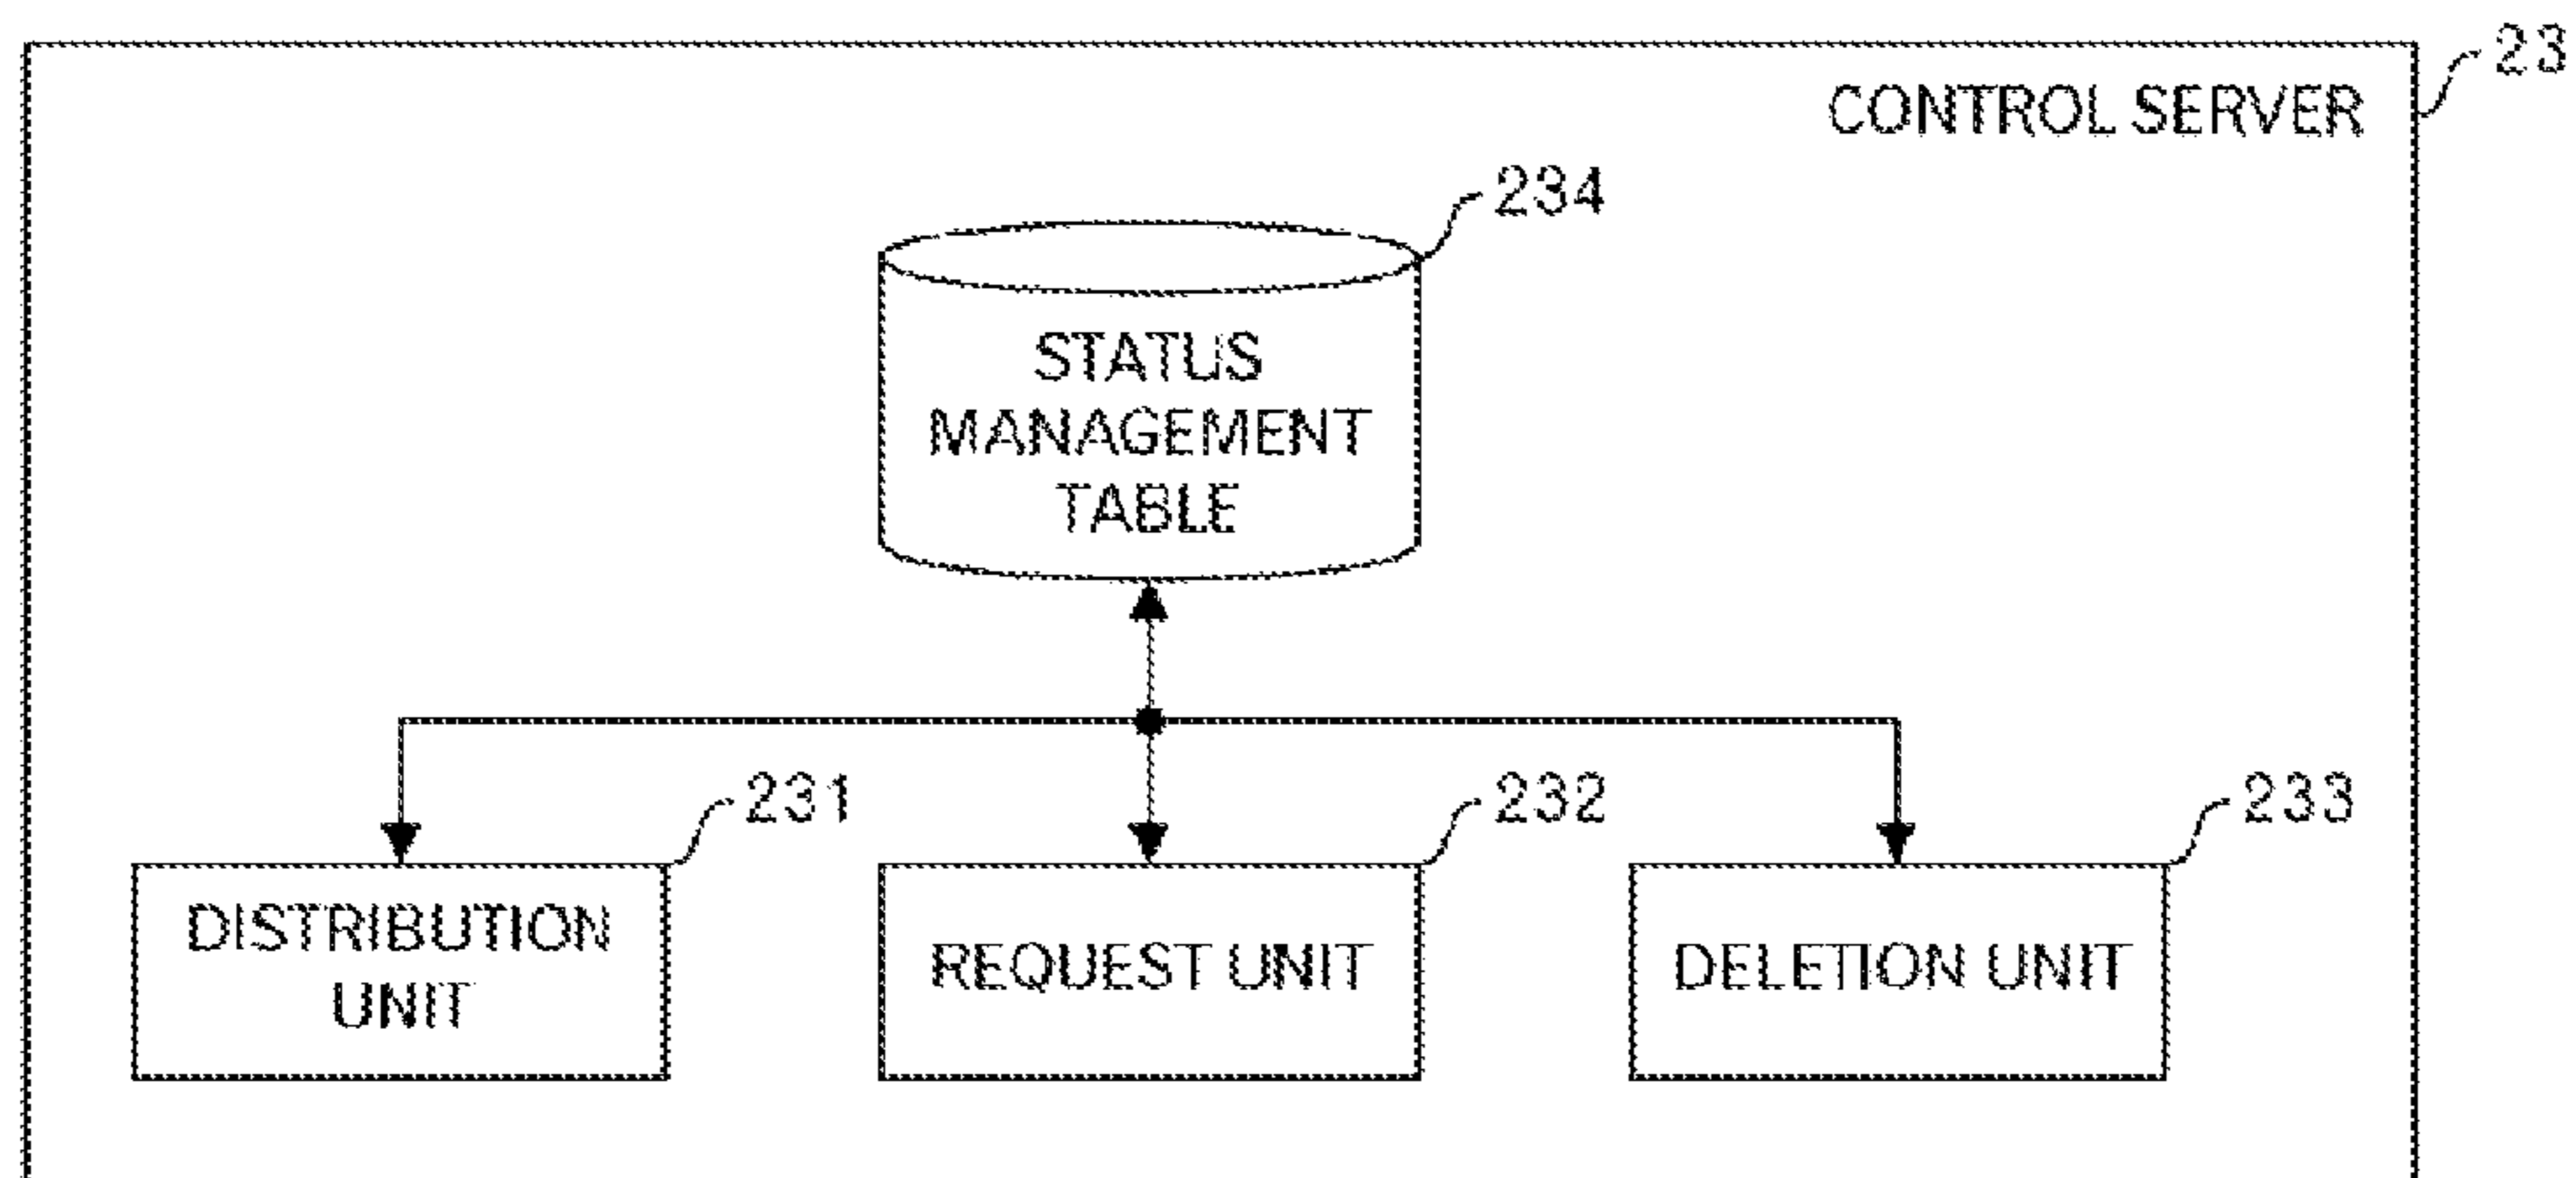 23
CONTROL SERVER
234
STATUS
MANAGEMENT
TABLE
231
232
233
DISTRIBUTION
UNIT
REQUEST UNIT
DELETION UNIT